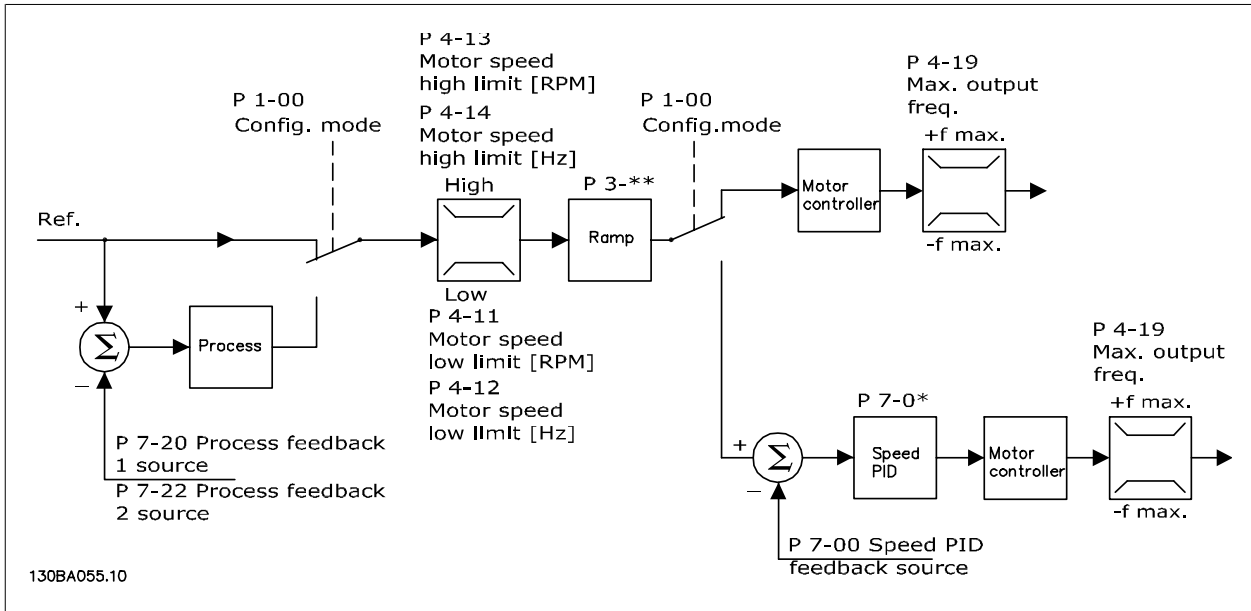 P 4-13
Motor speed
high limit [RPM]
P 4-14
Motor speed
high limit [Hz]
High
P 1-00
Config. mode
P 3-**
P 1-00
Config.mode
P 4-19
Max. output
freq.
+f max.
Motor
controller
-f max.
Ref.
Ramp
Low
P 4-11
Motor speed
low limit [RPM]
P 4-12
Motor speed
low limit [Hz]
+
Σ
−
Process
P 7-20 Process feedback
1 source
P 7-22 Process feedback
2 source
P 4-19
Max. output
freq.
+f max.
P 7-0*
+
Σ
−
Speed
PID
Motor
controller
-f max.
P 7-00 Speed PID
feedback source
130BA055.10